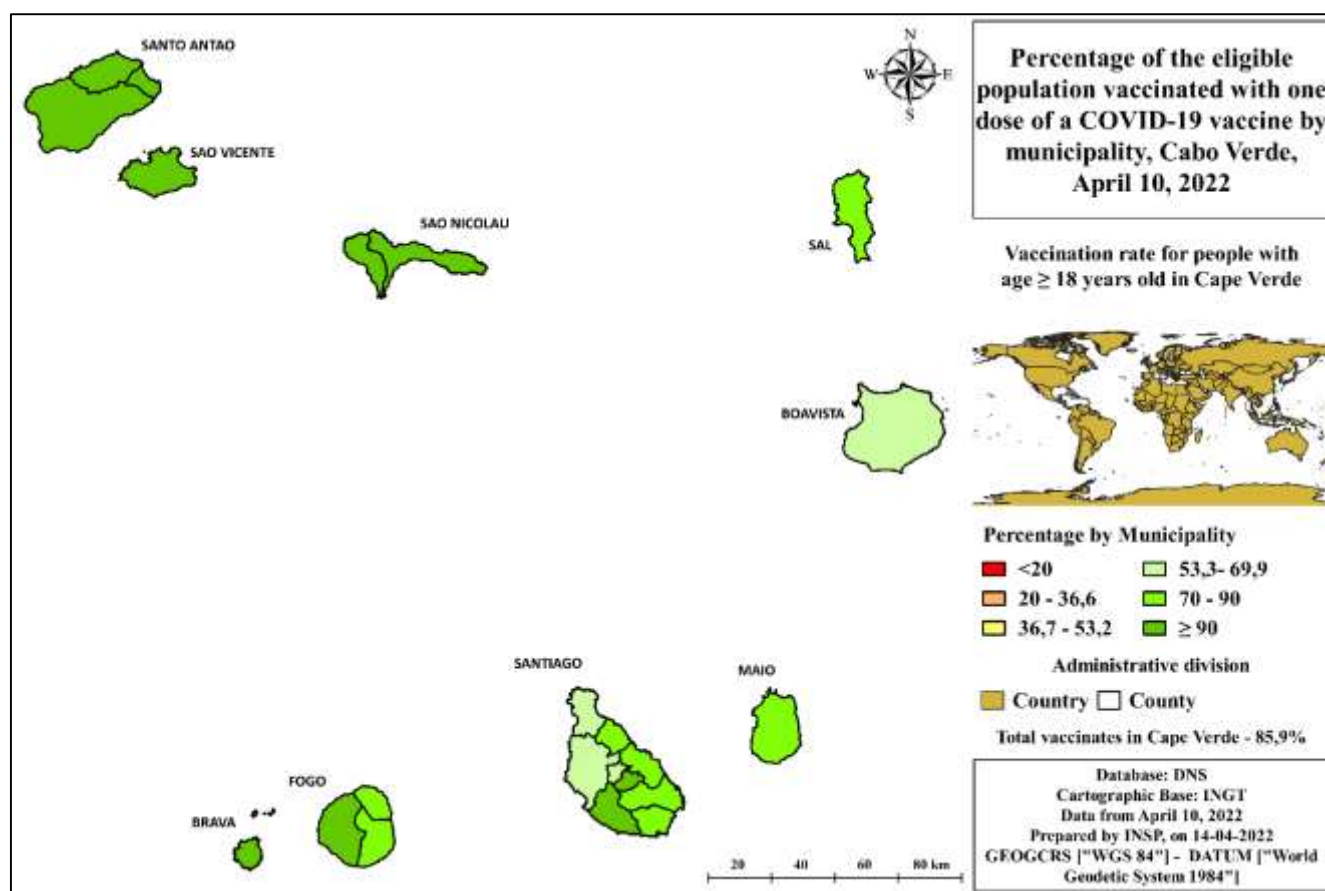 SANTO ANTAO
SAO VICENTE
SAO NICOLAU
SAL
BOAVISTA
SANTIAGO
MAIO
FOGO
BRAVA
N
W E
S
20 40 60 80 km
Percentage of the eligible
population vaccinated with one
dose of a COVID-19 vaccine by
municipality, Cabo Verde,
April 10, 2022
Vaccination rate for people with
age ≥ 18 years old in Cape Verde
Percentage by Municipality
<20
20 - 36,6
36,7 - 53,2
53,3- 69,9
70 - 90
≥ 90
Administrative division
Country County
Total vaccinates in Cape Verde - 85,9%
Database: DNS
Cartographic Base: INGT
Data from April 10, 2022
Prepared by INSP, on 14-04-2022
GEOGCRS ["WGS 84"] - DATUM ["World
Geodetic System 1984"]